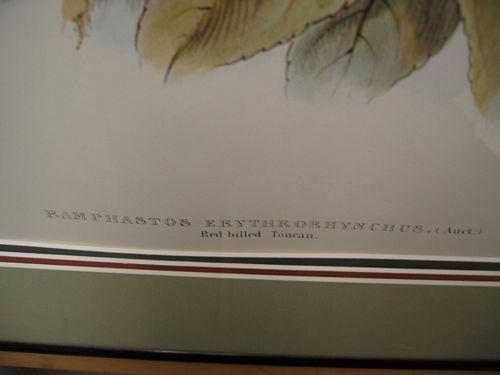 RAMPHASTOS ERYTHRORHYNCHUS, (Auct.)
Red-billed Toucan.